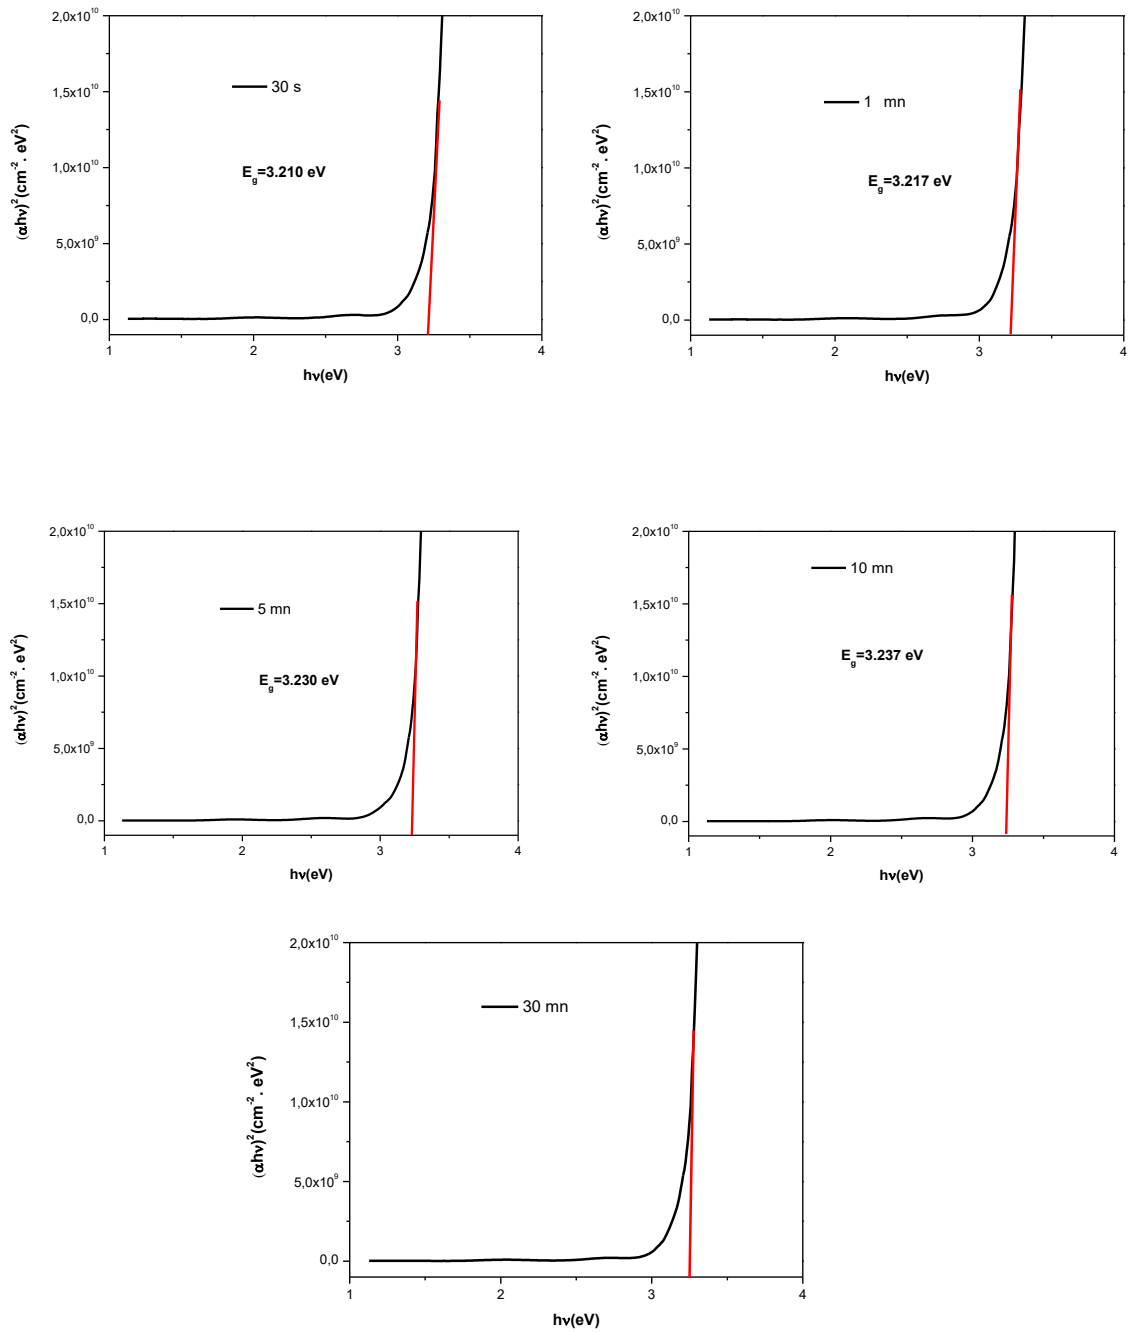 2,0x10¹⁰
1,5x10¹⁰
1,0x10¹⁰
5,0x10⁹
0,0
(αhν)²(cm⁻². eV²)
30 s
E_g=3.210 eV
1 2 3 4
hν(eV)
2,0x10¹⁰
1,5x10¹⁰
1,0x10¹⁰
5,0x10⁹
0,0
(αhν)²(cm⁻². eV²)
1 mn
E_g=3.217 eV
1 2 3 4
hν(eV)
2,0x10¹⁰
1,5x10¹⁰
1,0x10¹⁰
5,0x10⁹
0,0
(αhν)²(cm⁻². eV²)
5 mn
E_g=3.230 eV
1 2 3 4
hν(eV)
2,0x10¹⁰
1,5x10¹⁰
1,0x10¹⁰
5,0x10⁹
0,0
(αhν)²(cm⁻². eV²)
10 mn
E_g=3.237 eV
1 2 3 4
hν(eV)
2,0x10¹⁰
1,5x10¹⁰
1,0x10¹⁰
5,0x10⁹
0,0
(αhν)²(cm⁻². eV²)
30 mn
1 2 3 4
hν(eV)